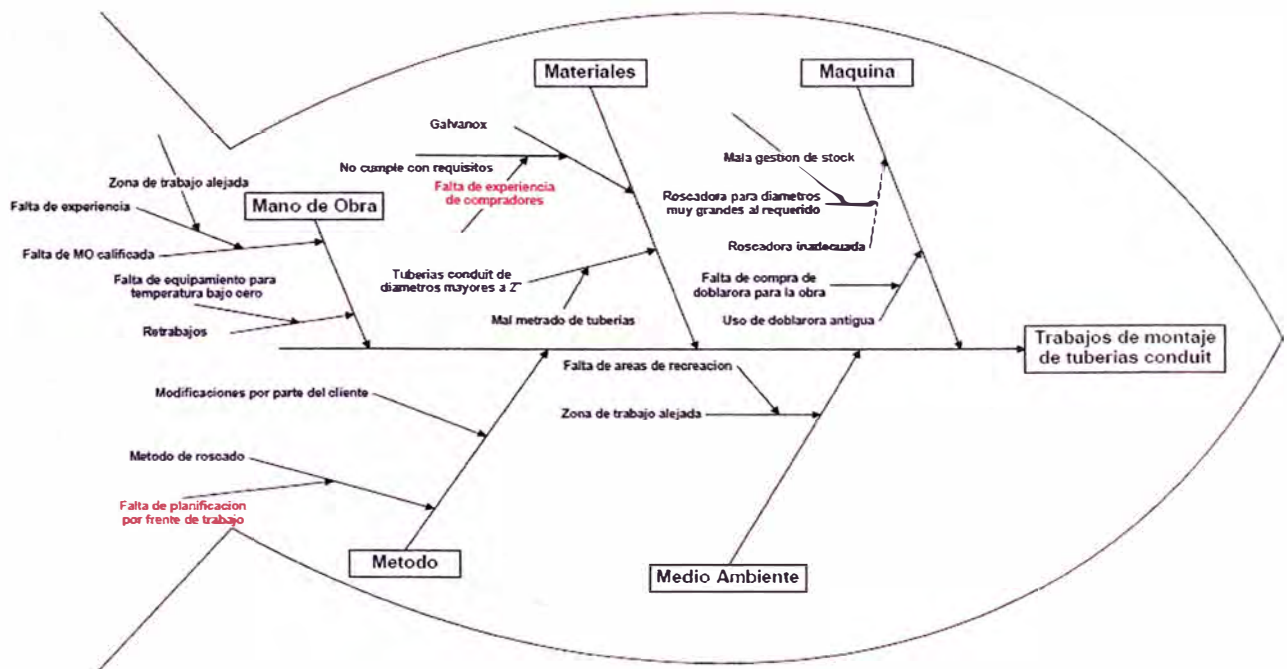 Materiales
Maquina
Galvanox
No cumple con requisitos
Falta de experiencia
de compradores
Mala gestion de stock
Roscadora para diametros
muy grandes al requerido
Roscadora inadecuada
Zona de trabajo alejada
Falta de experiencia
Mano de Obra
Falta de MO calificada
Falta de equipamiento para
temperatura bajo cero
Retrabajos
Tuberias conduit de
diametros mayores a 2"
Mal metrado de tuberias
Falta de compra de
doblarora para la obra
Uso de doblarora antigua
Trabajos de montaje
de tuberias conduit
Falta de areas de recreacion
Modificaciones por parte del cliente
Zona de trabajo alejada
Metodo de roscado
Falta de planificacion
por frente de trabajo
Metodo
Medio Ambiente